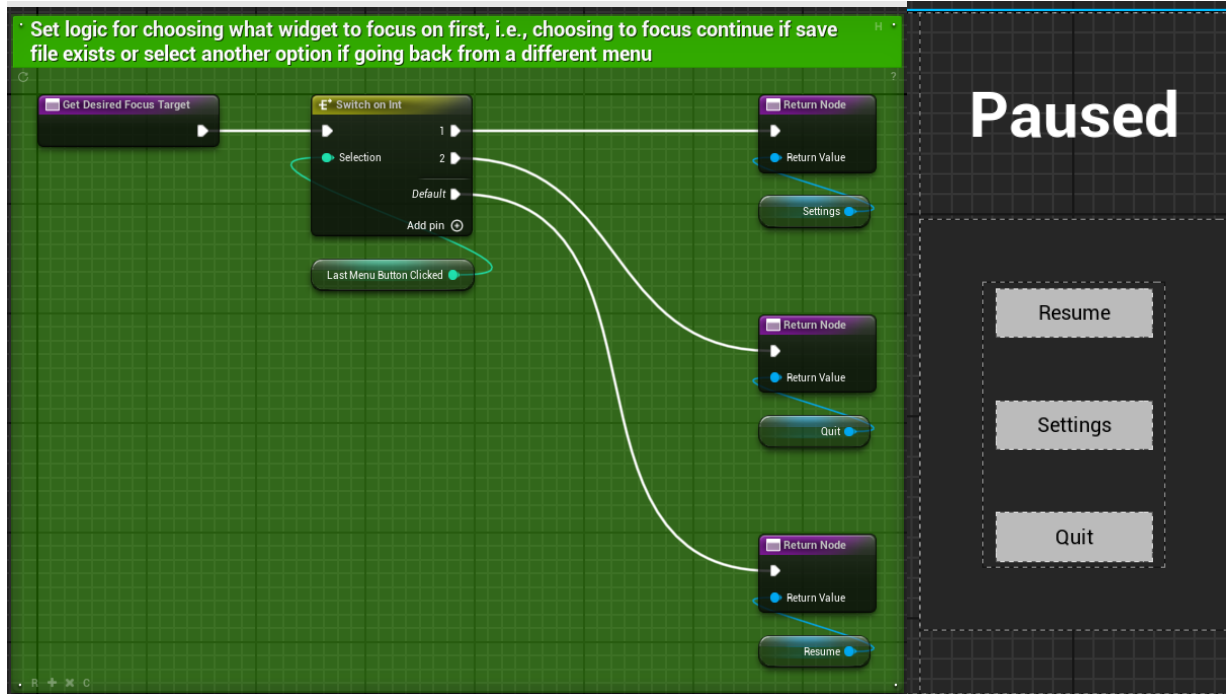 Set logic for choosing what widget to focus on first, i.e., choosing to focus continue if save
file exists or select another option if going back from a different menu
H
?
Get Desired Focus Target
Switch on Int
1
Selection
2
Default
Add pin
Last Menu Button Clicked
Return Node
Return Value
Settings
Return Node
Return Value
Quit
Return Node
Return Value
Resume
R
C
Paused
Resume
Settings
Quit